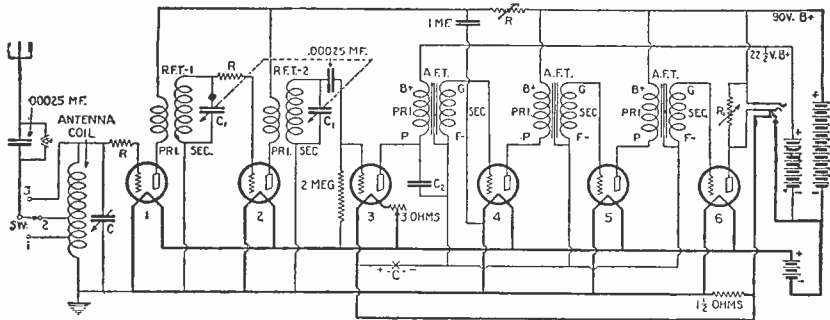 1 MF.
R
90V. B+
22½V. B+
R.F.T.-1
R
.00025 MF.
R.F.T.-2
A.F.T.
A.F.T.
A.F.T.
.00025 MF.
ANTENNA
COIL
R
C₁
C₁
B+
PRI.
P
G
SEC.
F-
B+
PRI.
P
G
SEC.
F-
B+
PRI.
P
G
SEC
F-
R₁
PRI.
SEC.
PRI.
SEC
2 MEG
C₂
3
SW.
2
1
C
1
2
3
3 OHMS
4
5
6
+ C -
1½ OHMS
+
-
+
-
+
-